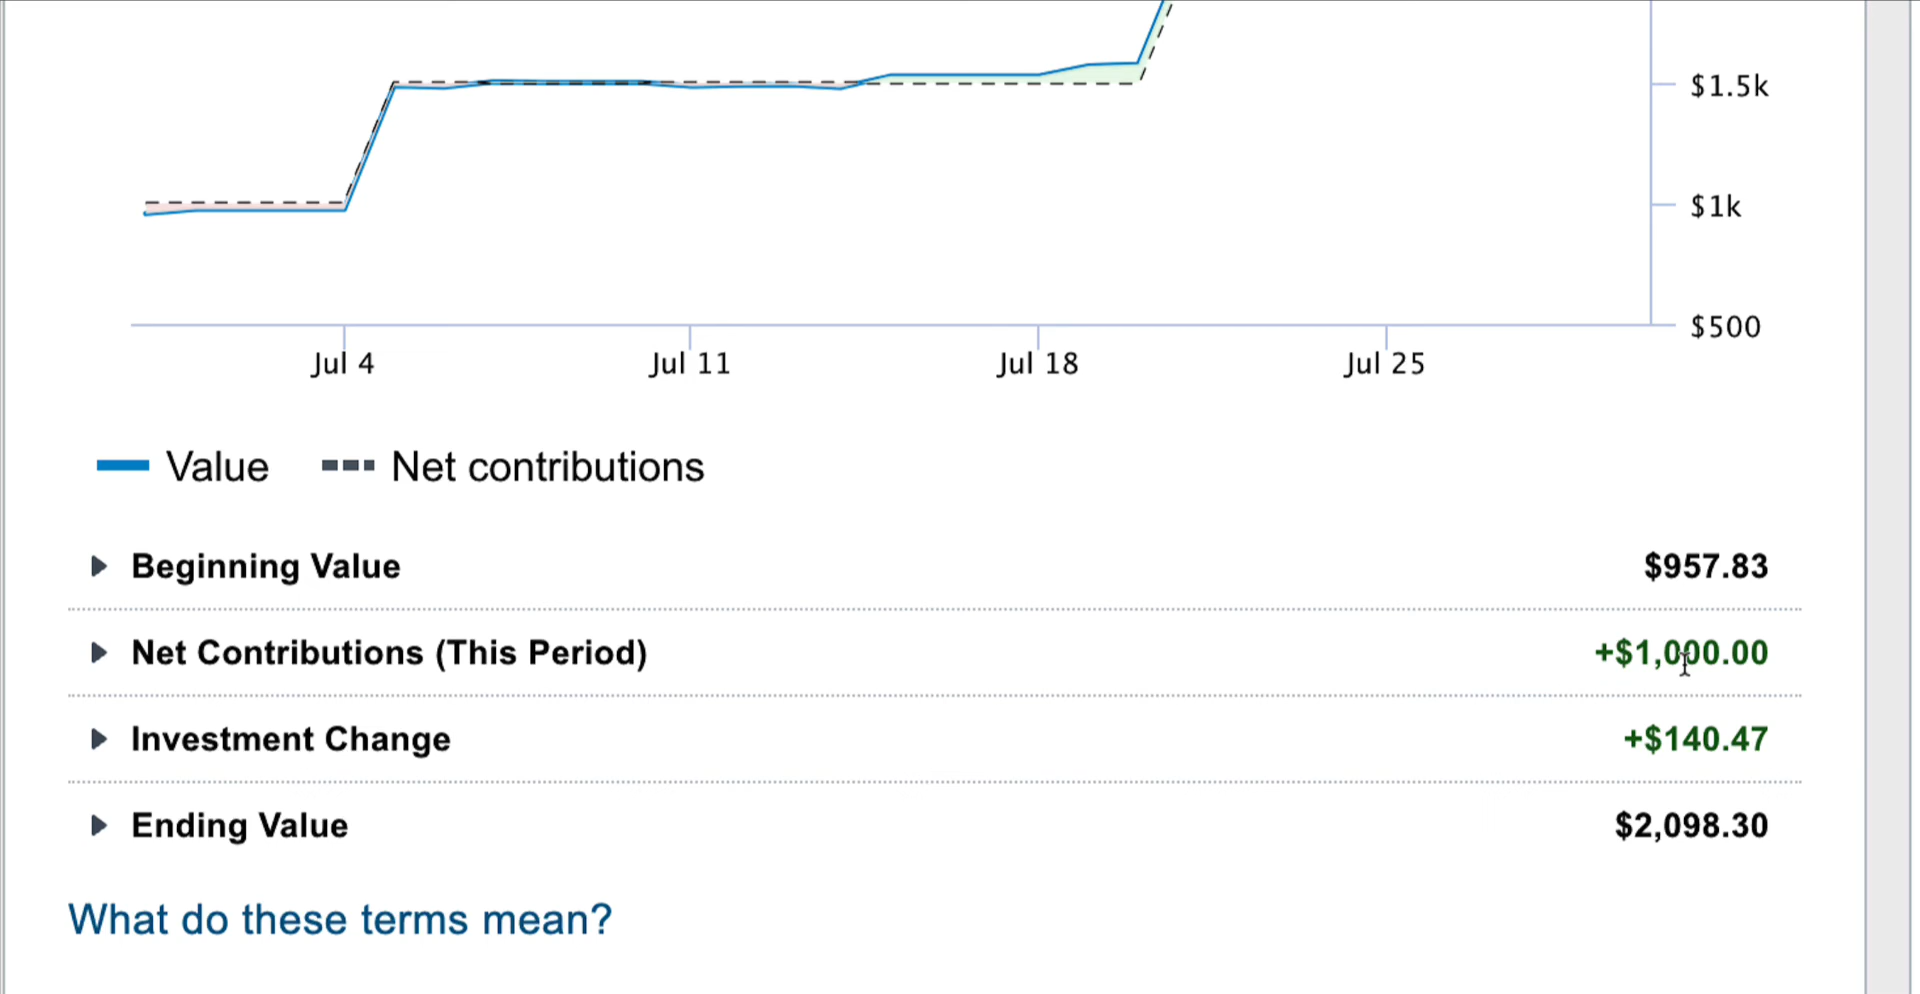 $1.5k
$1k
$500
Jul 4 Jul 11 Jul 18 Jul 25
Value Net contributions
Beginning Value $957.83
Net Contributions (This Period) +$1,000.00
Investment Change +$140.47
Ending Value $2,098.30
What do these terms mean?